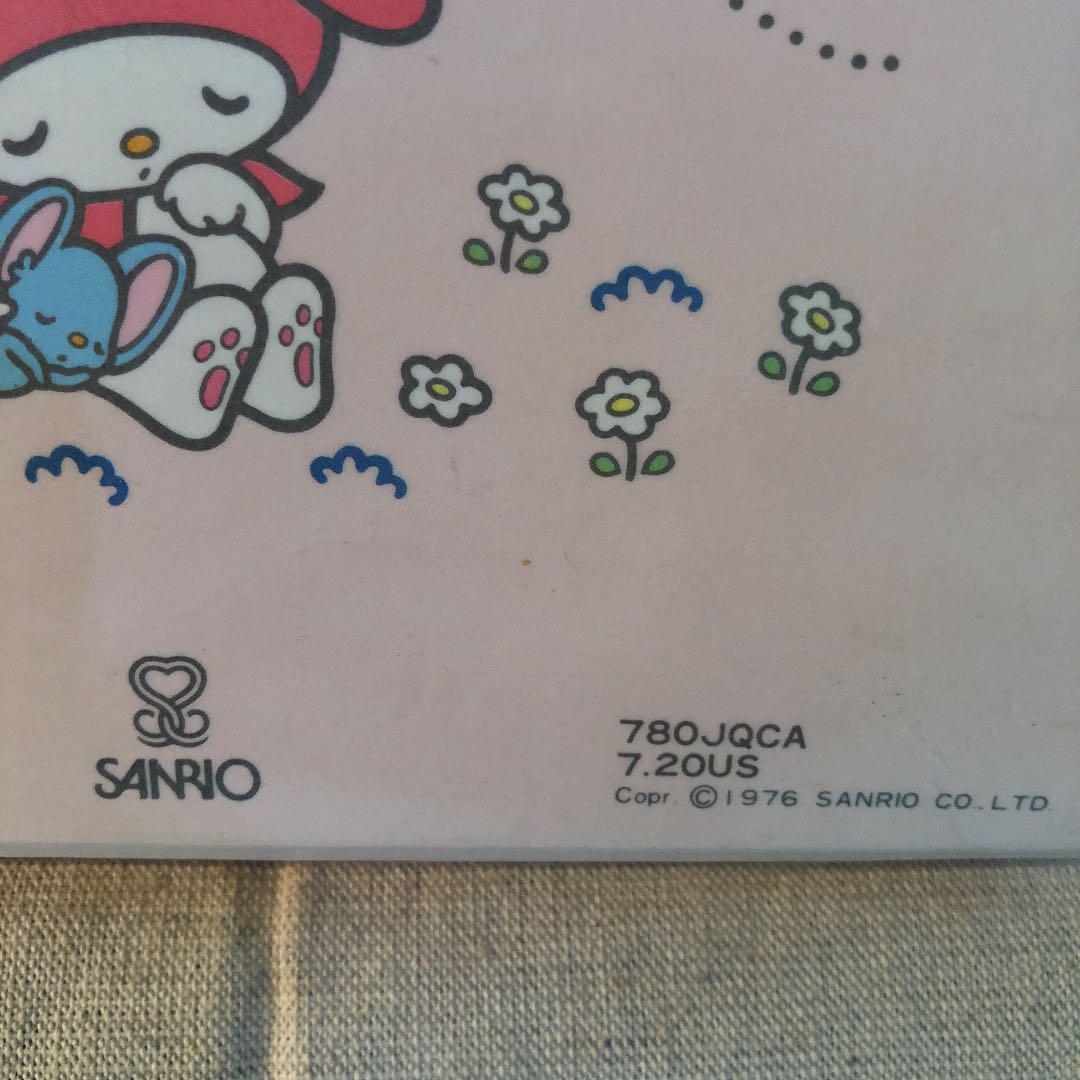 SANRIO
780JQCA
7.20US
Copr. ©1976 SANRIO CO.,LTD.